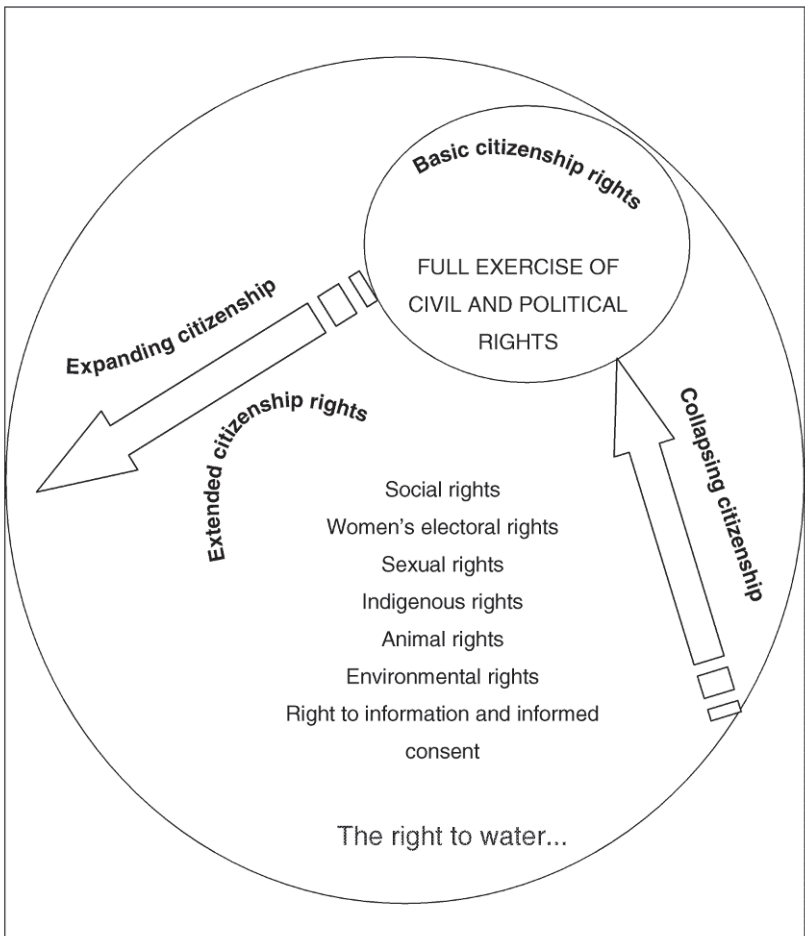 Basic citizenship rights
FULL EXERCISE OF
CIVIL AND POLITICAL
RIGHTS
Expanding citizenship
Extended citizenship rights
Collapsing citizenship
Social rights
Women’s electoral rights
Sexual rights
Indigenous rights
Animal rights
Environmental rights
Right to information and informed
consent
The right to water...